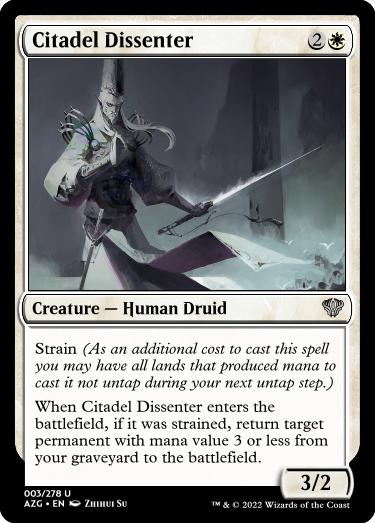 Citadel Dissenter 2
Creature — Human Druid
Strain (As an additional cost to cast this spell
you may have all lands that produced mana to
cast it not untap during your next untap step.)
When Citadel Dissenter enters the
battlefield, if it was strained, return target
permanent with mana value 3 or less from
your graveyard to the battlefield.
3/2
003/278 U
AZG • EN Zhihui Su
™ & © 2022 Wizards of the Coast